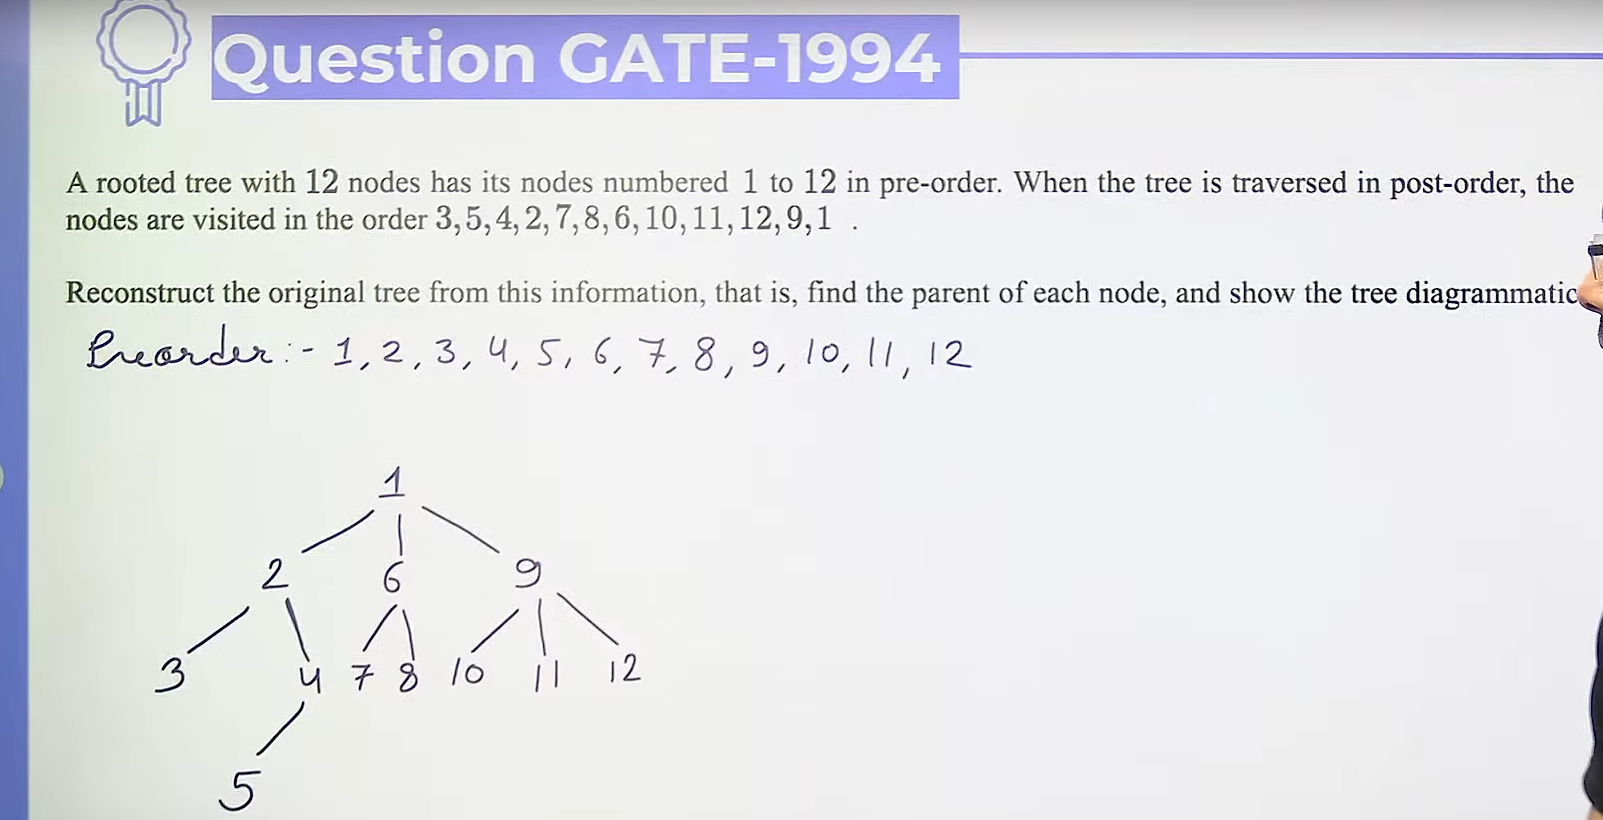 Question GATE-1994
A rooted tree with 12 nodes has its nodes numbered 1 to 12 in pre-order. When the tree is traversed in post-order, the
nodes are visited in the order 3, 5, 4, 2, 7, 8, 6, 10, 11, 12, 9, 1 .
Reconstruct the original tree from this information, that is, find the parent of each node, and show the tree diagrammatic
Preorder :- 1, 2, 3, 4, 5, 6, 7, 8, 9, 10, 11, 12
1
2 6 9
3 4 7 8 10 11 12
5